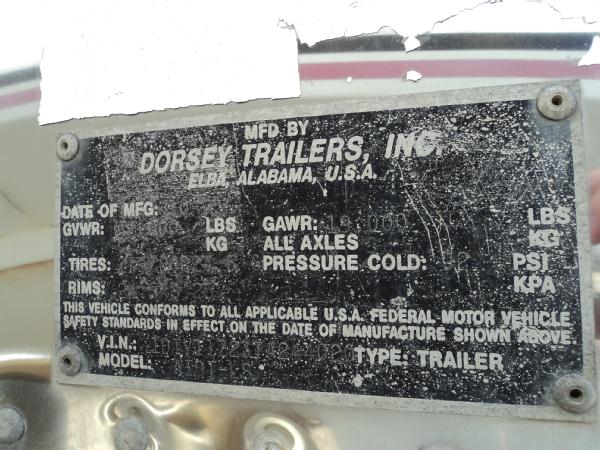 MFD. BY
DORSEY TRAILERS, INC.
ELBA, ALABAMA, U.S.A.
DATE OF MFG:
GVWR: LBS GAWR: LBS
KG ALL AXLES KG
TIRES: PRESSURE COLD: PSI
RIMS: KPA
THIS VEHICLE CONFORMS TO ALL APPLICABLE U.S.A. FEDERAL MOTOR VEHICLE
SAFETY STANDARDS IN EFFECT ON THE DATE OF MANUFACTURE SHOWN ABOVE
V.I.N.: TYPE: TRAILER
MODEL: